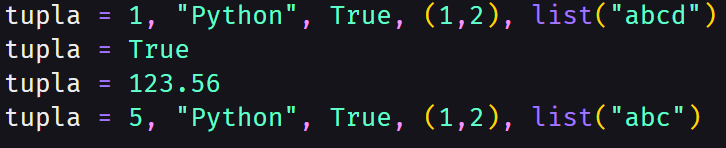 tupla = 1, "Python", True, (1,2), list("abcd")
tupla = True
tupla = 123.56
tupla = 5, "Python", True, (1,2), list("abc")